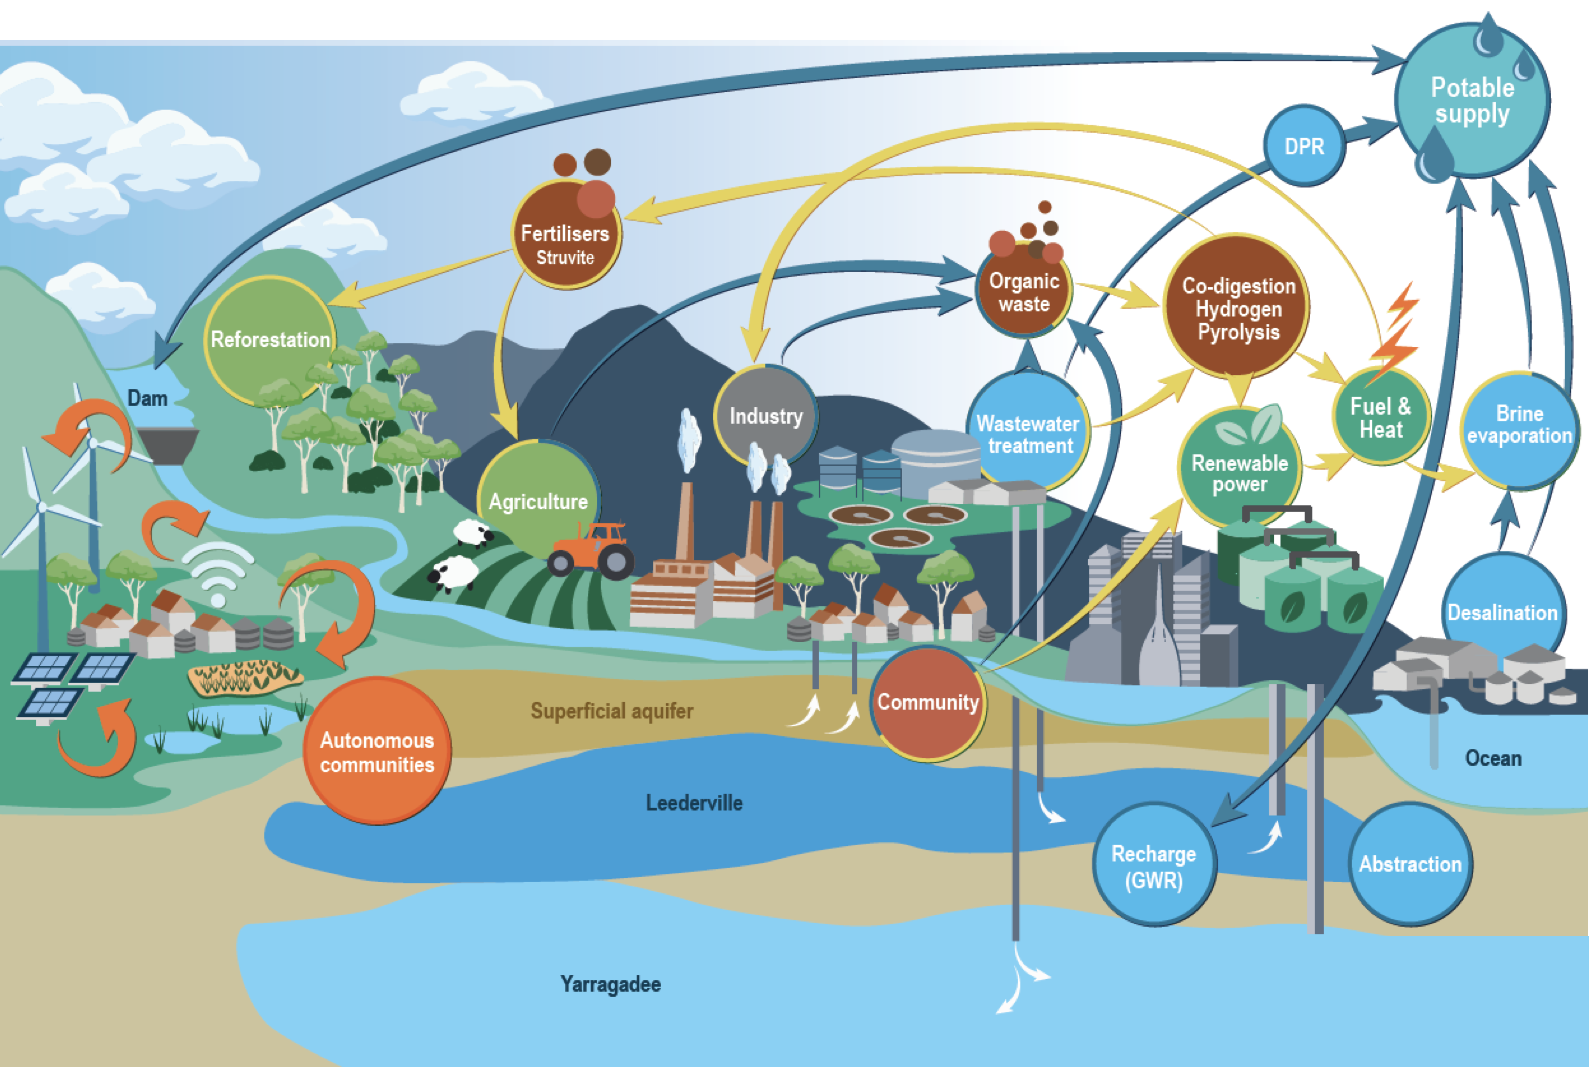 Potable
supply
DPR
Fertilisers
Struvite
Organic
waste
Co-digestion
Hydrogen
Pyrolysis
Reforestation
Dam
Industry
Wastewater
treatment
Fuel &
Heat
Brine
evaporation
Renewable
power
Agriculture
Desalination
Community
Superficial aquifer
Autonomous
communities
Ocean
Leederville
Recharge
(GWR)
Abstraction
Yarragadee